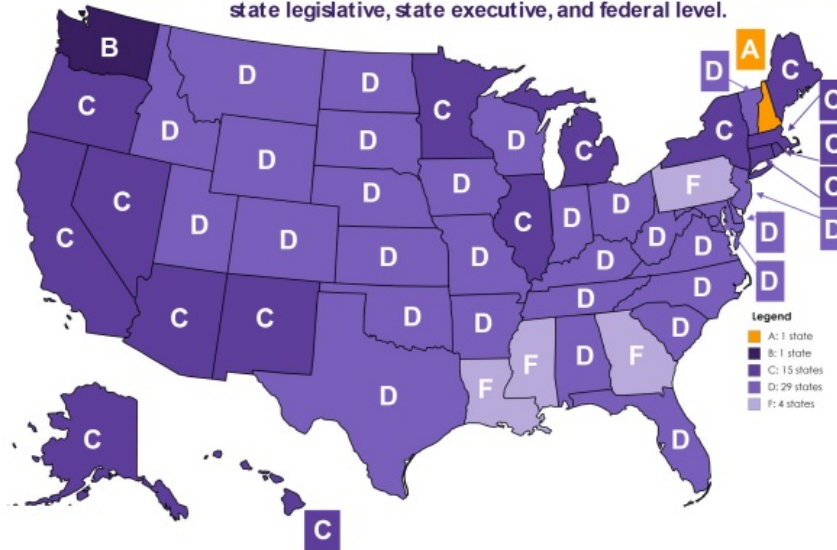 state legislative, state executive, and federal level.
A
B
D
C
D
D
C
C
C
D
D
C
C
D
D
C
C
F
C
D
D
D
C
D
D
C
D
D
D
D
C
D
D
D
D
D
D
D
C
C
D
D
D
D
Legend
A: 1 state
B: 1 state
C: 15 states
D: 29 states
F: 4 states
F
F
D
F
D
D
C
D
C